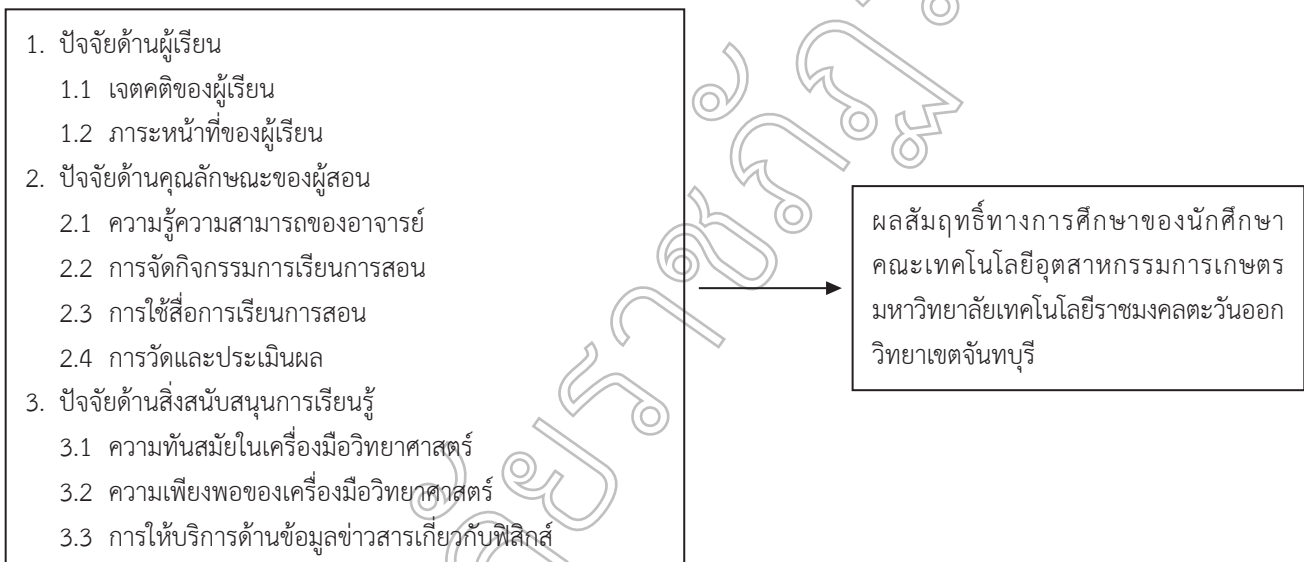 1. ปัจจัยด้านผู้เรียน
1.1 เจตคติของผู้เรียน
1.2 ภาระหน้าที่ของผู้เรียน
2. ปัจจัยด้านคุณลักษณะของผู้สอน
2.1 ความรู้ความสามารถของอาจารย์
2.2 การจัดกิจกรรมการเรียนการสอน
2.3 การใช้สื่อการเรียนการสอน
2.4 การวัดและประเมินผล
3. ปัจจัยด้านสิ่งสนับสนุนการเรียนรู้
3.1 ความทันสมัยในเครื่องมือวิทยาศาสตร์
3.2 ความเพียงพอของเครื่องมือวิทยาศาสตร์
3.3 การให้บริการด้านข้อมูลข่าวสารเกี่ยวกับฟิสิกส์
ผลสัมฤทธิ์ทางการศึกษาของนักศึกษา
คณะเทคโนโลยีอุตสาหกรรมการเกษตร
มหาวิทยาลัยเทคโนโลยีราชมงคลตะวันออก
วิทยาเขตจันทบุรี